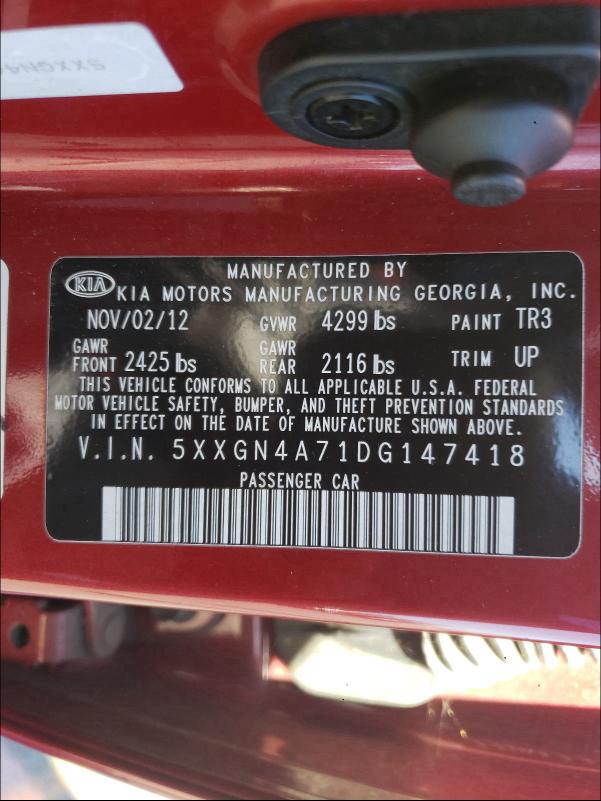 5XXGN4
MANUFACTURED BY
KIA KIA MOTORS MANUFACTURING GEORGIA, INC.
NOV/02/12 GVWR 4299 lbs PAINT TR3
GAWR FRONT 2425 lbs GAWR REAR 2116 lbs TRIM UP
THIS VEHICLE CONFORMS TO ALL APPLICABLE U.S.A. FEDERAL
MOTOR VEHICLE SAFETY, BUMPER, AND THEFT PREVENTION STANDARDS
IN EFFECT ON THE DATE OF MANUFACTURE SHOWN ABOVE.
V.I.N. 5XXGN4A71DG147418
PASSENGER CAR